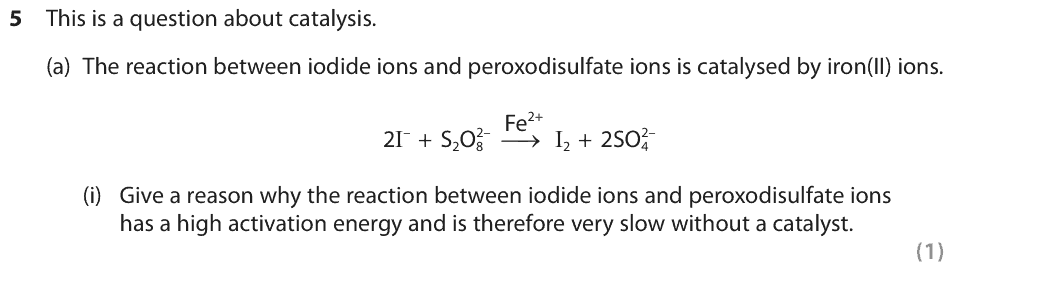 5 This is a question about catalysis.
(a) The reaction between iodide ions and peroxodisulfate ions is catalysed by iron(II) ions.
2I⁻ + S₂O₈²⁻ —Fe²⁺→ I₂ + 2SO₄²⁻
(i) Give a reason why the reaction between iodide ions and peroxodisulfate ions
has a high activation energy and is therefore very slow without a catalyst.
(1)